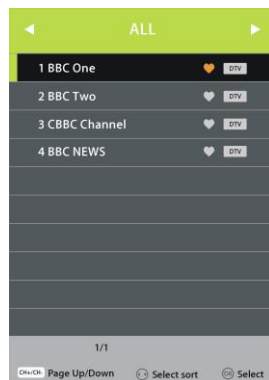 ALL
1 BBC One DTV
2 BBC Two DTV
3 CBBC Channel DTV
4 BBC NEWS DTV
1/1
CH+/CH- Page Up/Down Select sort OK Select